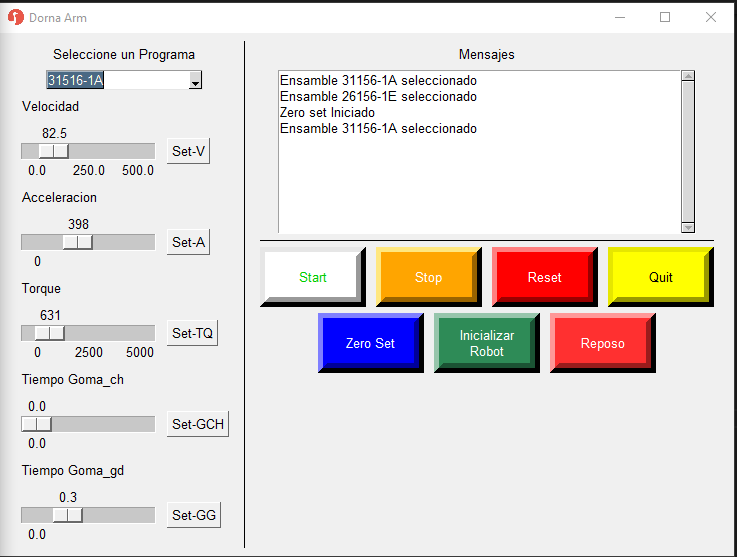 Dorna Arm
Seleccione un Programa
31516-1A
Velocidad
82.5
0.0 250.0 500.0
Set-V
Acceleracion
398
0
Set-A
Torque
631
0 2500 5000
Set-TQ
Tiempo Goma_ch
0.0
0.0
Set-GCH
Tiempo Goma_gd
0.3
0.0
Set-GG
Mensajes
Ensamble 31156-1A seleccionado
Ensamble 26156-1E seleccionado
Zero set Iniciado
Ensamble 31156-1A seleccionado
Start
Stop
Reset
Quit
Zero Set
Inicializar
Robot
Reposo